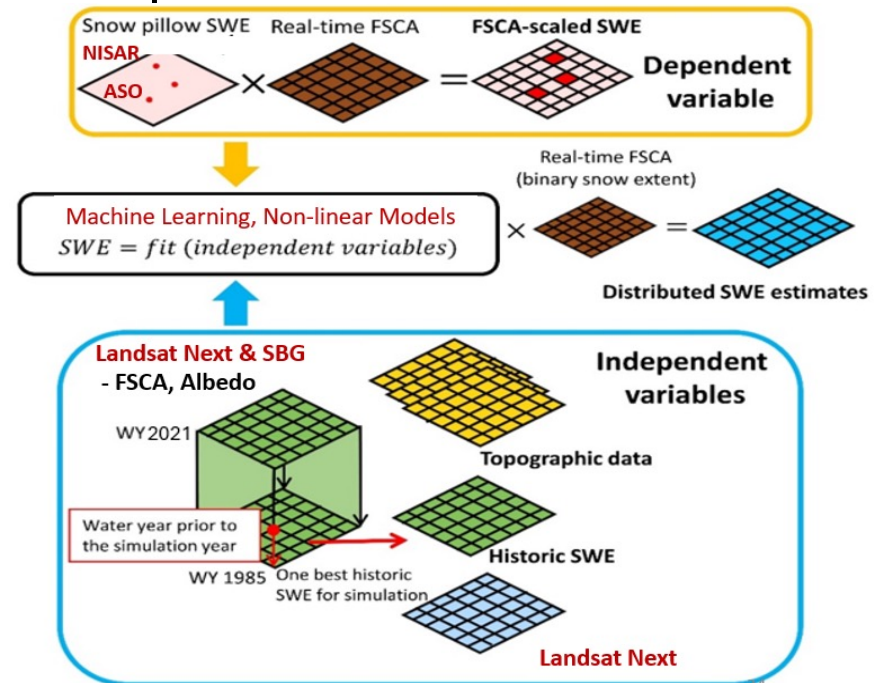 Snow pillow SWE Real-time FSCA FSCA-scaled SWE
NISAR
ASO
×
=
Dependent
variable
Real-time FSCA
(binary snow extent)
Machine Learning, Non-linear Models
SWE = fit (independent variables)
×
=
Distributed SWE estimates
Landsat Next & SBG
- FSCA, Albedo
Independent
variables
WY2021
Topographic data
Water year prior to
the simulation year
Historic SWE
WY 1985
One best historic
SWE for simulation
Landsat Next